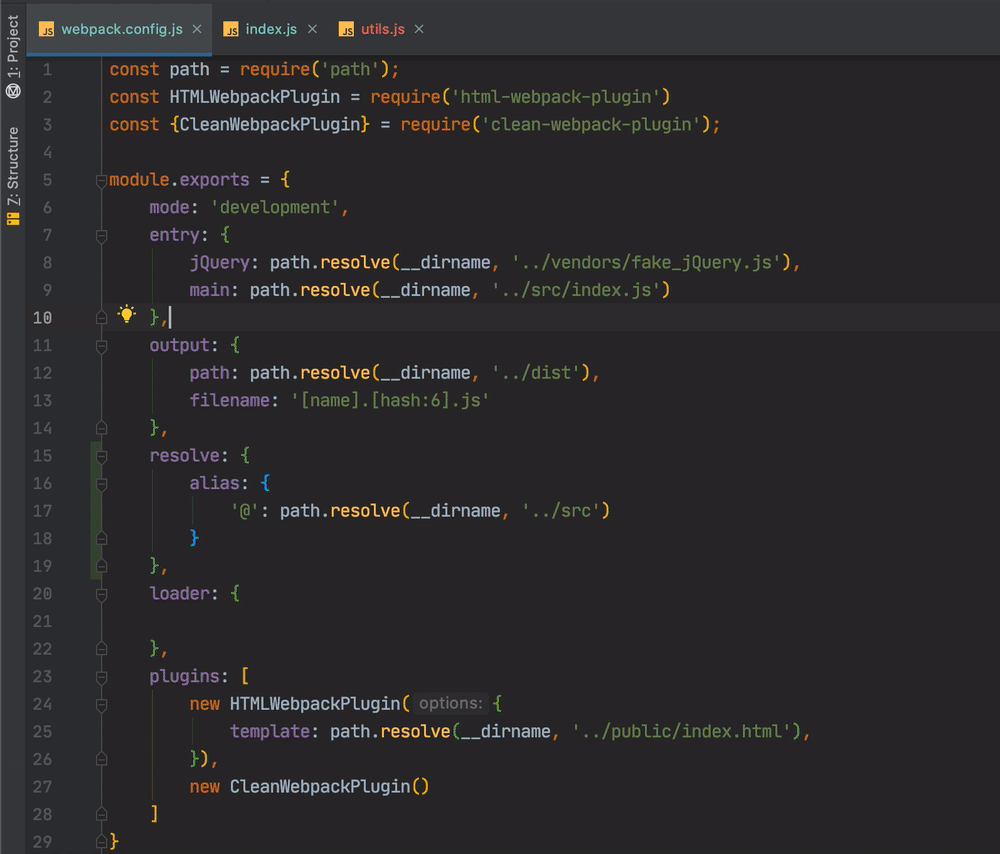 webpack.config.js index.js utils.js
1: Project
7: Structure
1 const path = require('path');
2 const HTMLWebpackPlugin = require('html-webpack-plugin')
3 const {CleanWebpackPlugin} = require('clean-webpack-plugin');
4
5 module.exports = {
6     mode: 'development',
7     entry: {
8         jQuery: path.resolve(__dirname, '../vendors/fake_jQuery.js'),
9         main: path.resolve(__dirname, '../src/index.js')
10     },
11     output: {
12         path: path.resolve(__dirname, '../dist'),
13         filename: '[name].[hash:6].js'
14     },
15     resolve: {
16         alias: {
17             '@': path.resolve(__dirname, '../src')
18         }
19     },
20     loader: {
21
22     },
23     plugins: [
24         new HTMLWebpackPlugin( options: {
25             template: path.resolve(__dirname, '../public/index.html'),
26         }),
27         new CleanWebpackPlugin()
28     ]
29 }